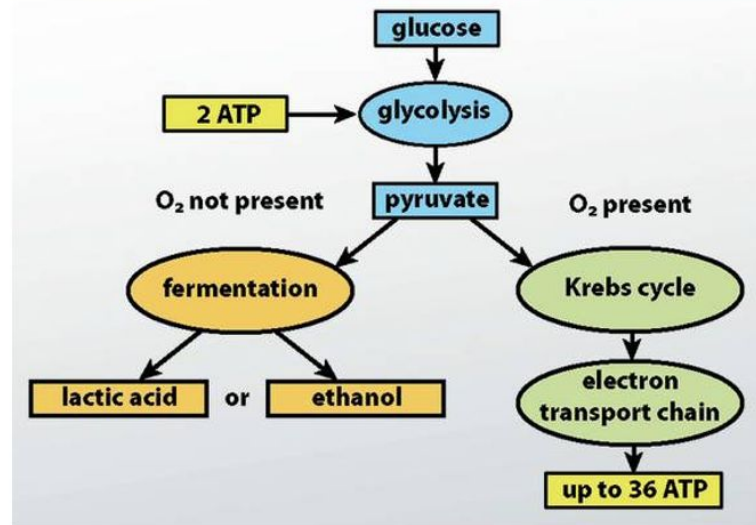 glucose
2 ATP
glycolysis
O₂ not present
pyruvate
O₂ present
fermentation
Krebs cycle
lactic acid
or
ethanol
electron
transport chain
up to 36 ATP